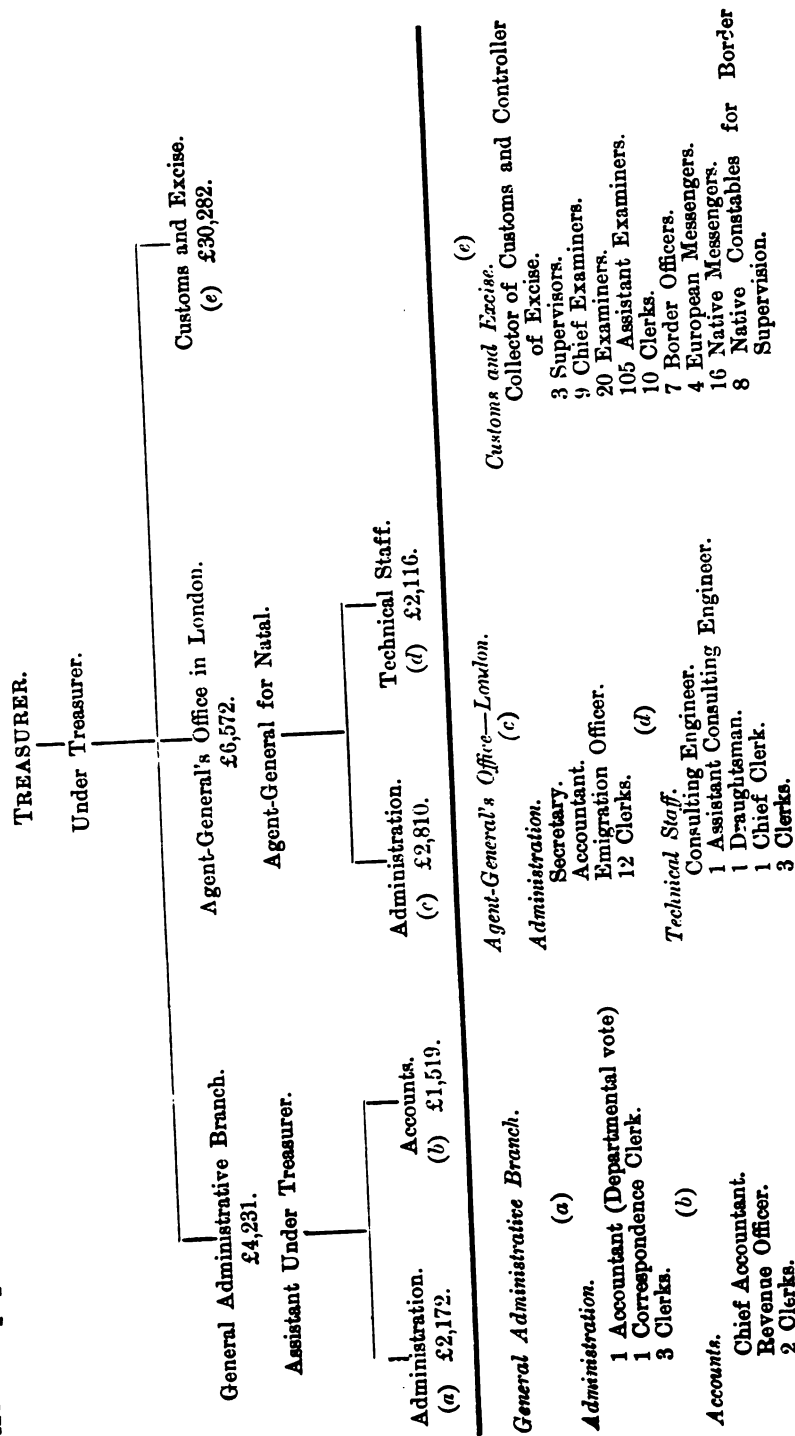 TREASURER.
Under Treasurer.
General Administrative Branch.
£4,231.
Assistant Under Treasurer.
Administration.
(a) £2,172.
Accounts.
(b) £1,519.
Agent-General's Office in London.
£6,572.
Agent-General for Natal.
Administration.
(c) £2,810.
Technical Staff.
(d) £2,116.
Customs and Excise.
(e) £30,282.
General Administrative Branch.
(a)
Administration.
1 Accountant (Departmental vote)
1 Correspondence Clerk.
3 Clerks.
(b)
Accounts.
Chief Accountant.
Revenue Officer.
2 Clerks.
Agent-General's Office—London.
(c)
Administration.
Secretary.
Accountant.
Emigration Officer.
12 Clerks.
(d)
Technical Staff.
Consulting Engineer.
1 Assistant Consulting Engineer.
1 Draughtsman.
1 Chief Clerk.
3 Clerks.
(e)
Customs and Excise.
Collector of Customs and Controller
of Excise.
3 Supervisors.
9 Chief Examiners.
20 Examiners.
105 Assistant Examiners.
10 Clerks.
7 Border Officers.
4 European Messengers.
16 Native Messengers.
8 Native Constables for Border
Supervision.